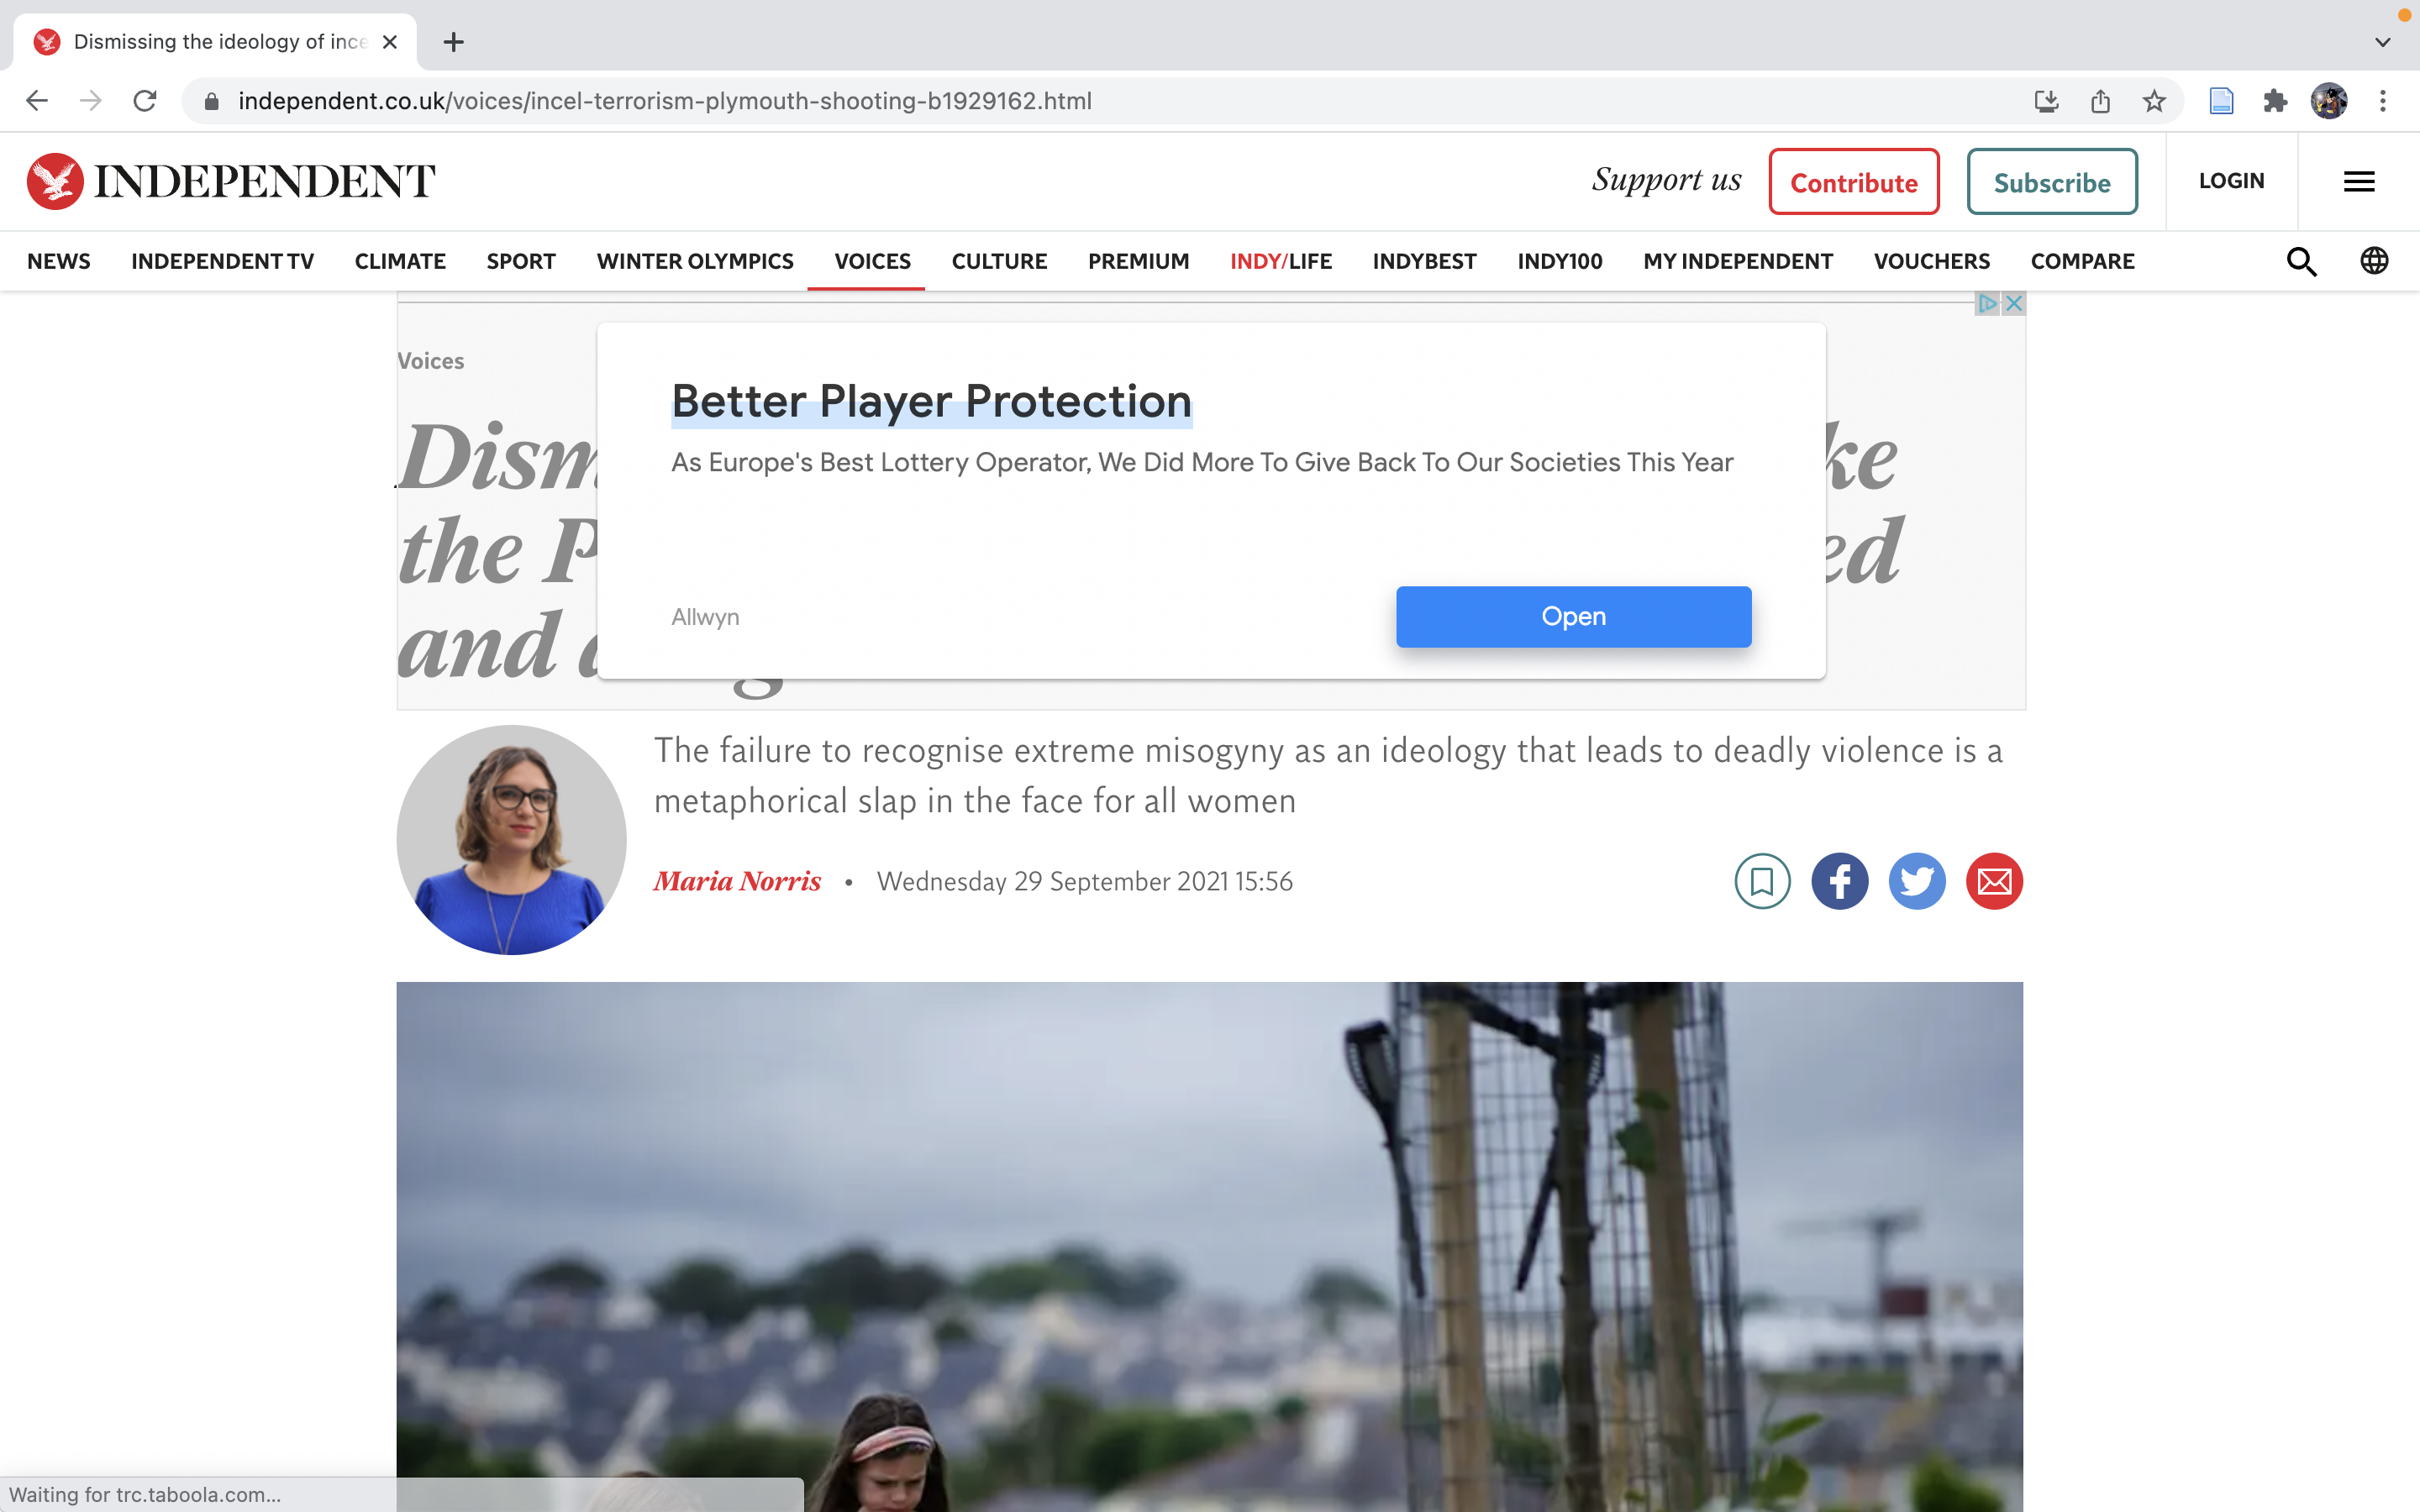 Dismissing the ideology of ince
independent.co.uk/voices/incel-terrorism-plymouth-shooting-b1929162.html
INDEPENDENT
Support us
Contribute
Subscribe
LOGIN
NEWS INDEPENDENT TV CLIMATE SPORT WINTER OLYMPICS VOICES CULTURE PREMIUM INDY/LIFE INDYBEST INDY100 MY INDEPENDENT VOUCHERS COMPARE
Voices
Better Player Protection
As Europe's Best Lottery Operator, We Did More To Give Back To Our Societies This Year
Allwyn
Open
Dism ke
the P ed
and
The failure to recognise extreme misogyny as an ideology that leads to deadly violence is a
metaphorical slap in the face for all women
Maria Norris • Wednesday 29 September 2021 15:56
Waiting for trc.taboola.com...